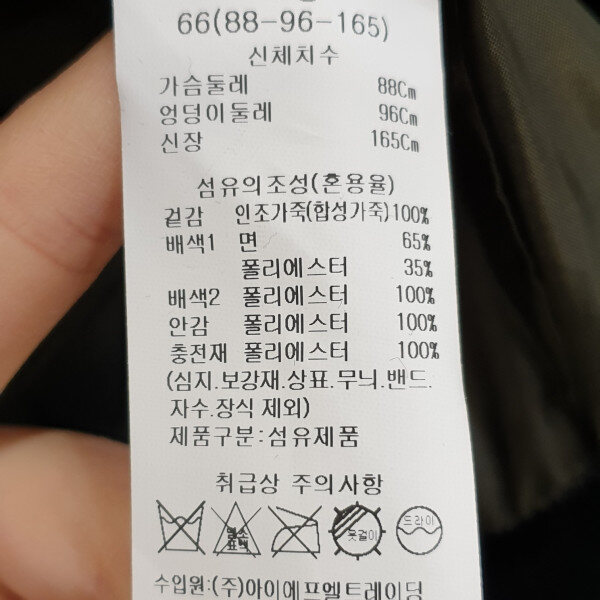 66(88-96-165)
신체치수
가슴둘레 88Cm
엉덩이둘레 96Cm
신장 165Cm
섬유의조성(혼용율)
겉감 인조가죽(합성가죽)100%
배색1 면 65%
폴리에스터 35%
배색2 폴리에스터 100%
안감 폴리에스터 100%
충전재 폴리에스터 100%
(심지.보강재.상표.무늬.밴드.
자수.장식 제외)
제품구분:섬유제품
취급상 주의사항
염소
표백
옷걸이
드라이
수입원:(주)아이에프엘트레이딩